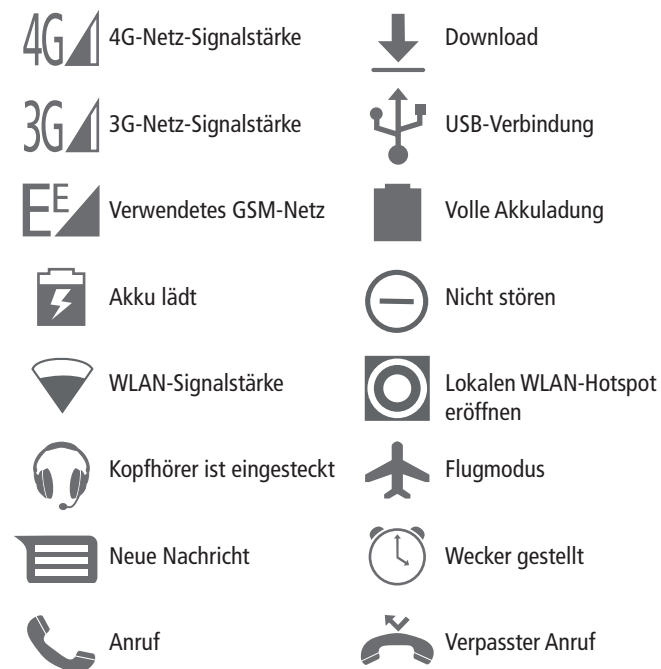 4G 4G-Netz-Signalstärke
Download
3G 3G-Netz-Signalstärke
USB-Verbindung
EE Verwendetes GSM-Netz
Volle Akkuladung
Akku lädt
Nicht stören
WLAN-Signalstärke
Lokalen WLAN-Hotspot
eröffnen
Kopfhörer ist eingesteckt
Flugmodus
Neue Nachricht
Wecker gestellt
Anruf
Verpasster Anruf